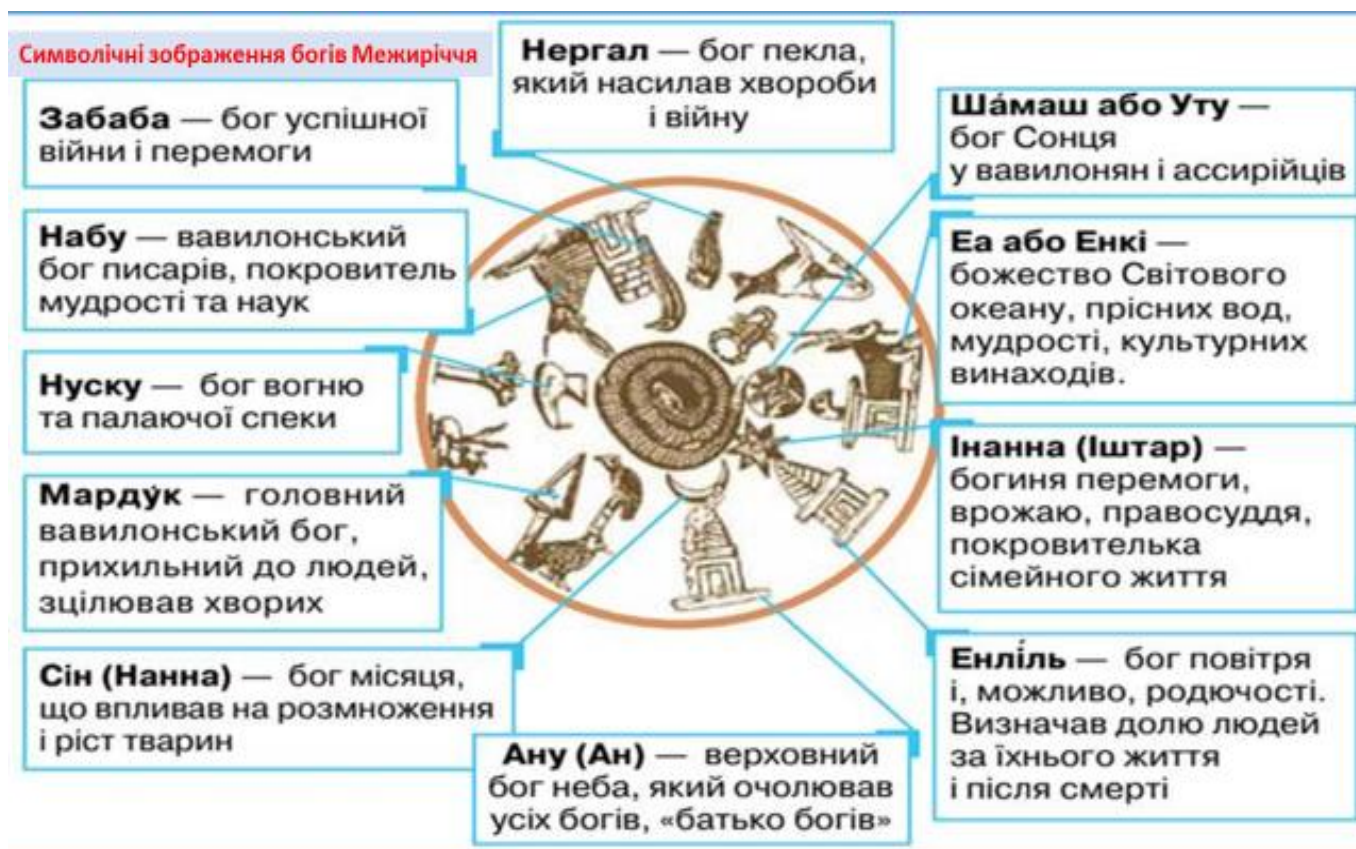 Символічні зображення богів Межиріччя
Забаба — бог успішної
війни і перемоги
Набу — вавилонський
бог писарів, покровитель
мудрості та наук
Нуску — бог вогню
та палаючої спеки
Марду́к — головний
вавилонський бог,
прихильний до людей,
зцілював хворих
Сін (Нанна) — бог місяця,
що впливав на розмноження
і ріст тварин
Нергал — бог пекла,
який насилав хвороби
і війну
Ша́маш або Уту —
бог Сонця
у вавилонян і ассирійців
Еа або Енкі —
божество Світового
океану, прісних вод,
мудрості, культурних
винаходів.
Інанна (Іштар) —
богиня перемоги,
врожаю, правосуддя,
покровителька
сімейного життя
Енлі́ль — бог повітря
і, можливо, родючості.
Визначав долю людей
за їхнього життя
і після смерті
Ану (Ан) — верховний
бог неба, який очолював
усіх богів, «батько богів»